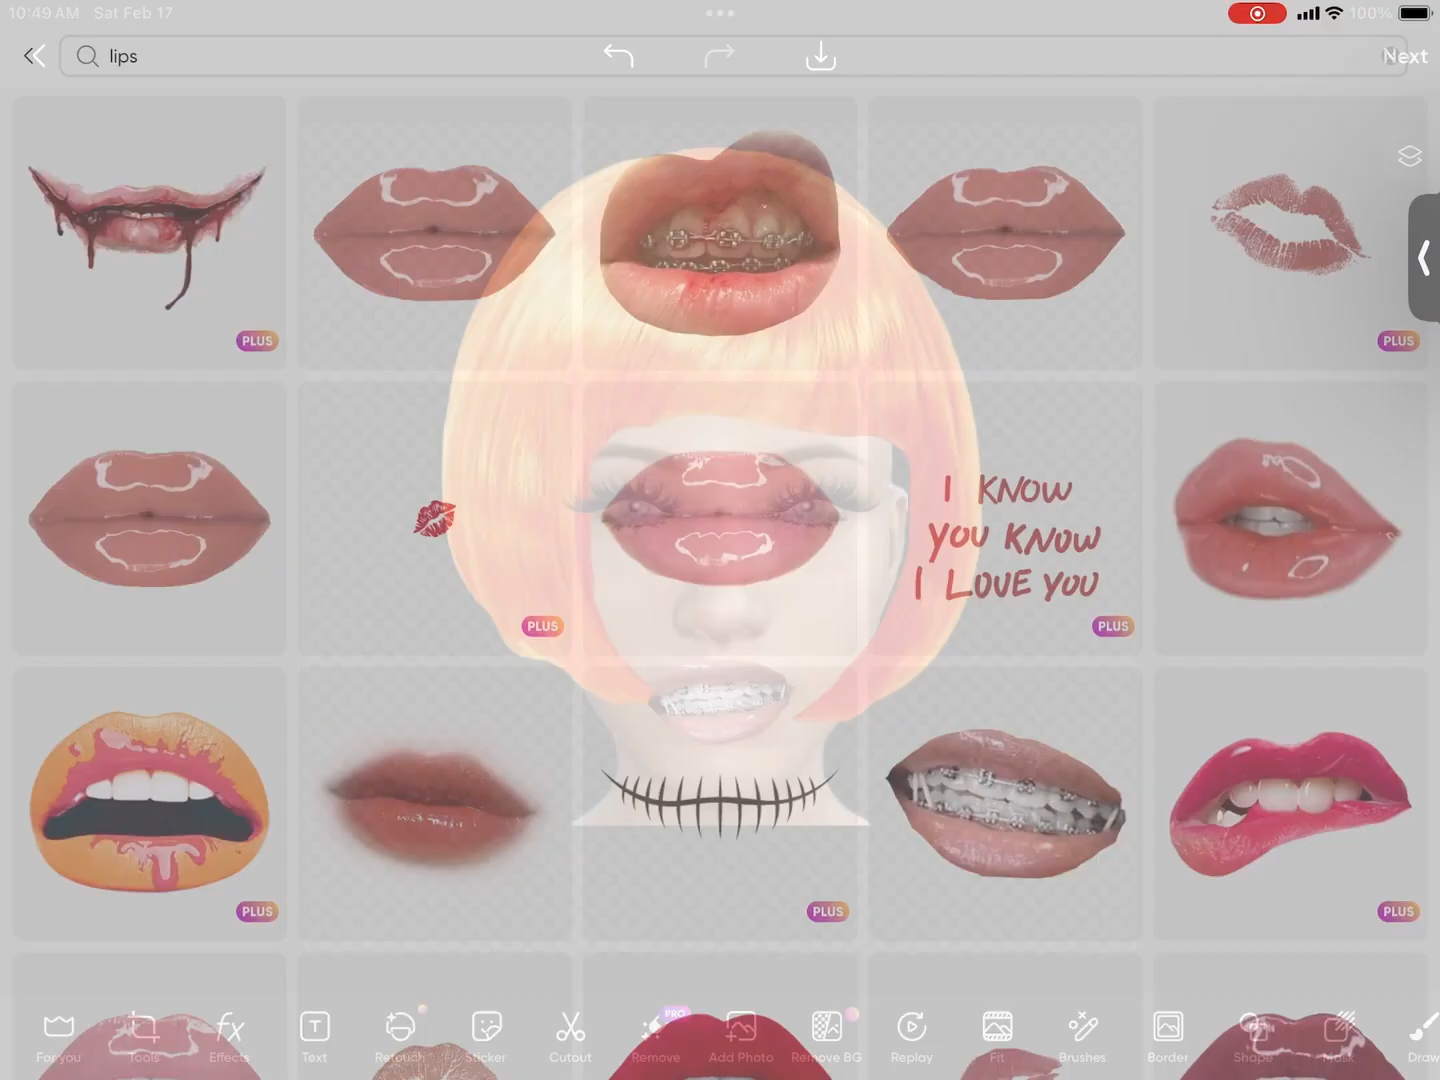 10:49 AM Sat Feb 17
100%
lips
Next
PLUS
PLUS
I KNOW
YOU KNOW
I LOVE YOU
PLUS
PLUS
PLUS
PLUS
PLUS
PRO
For you
Tools
Effects
Text
Retouch
Sticker
Cutout
Remove
Add Photo
Remove BG
Replay
Fit
Brushes
Border
Shape
Mask
Draw